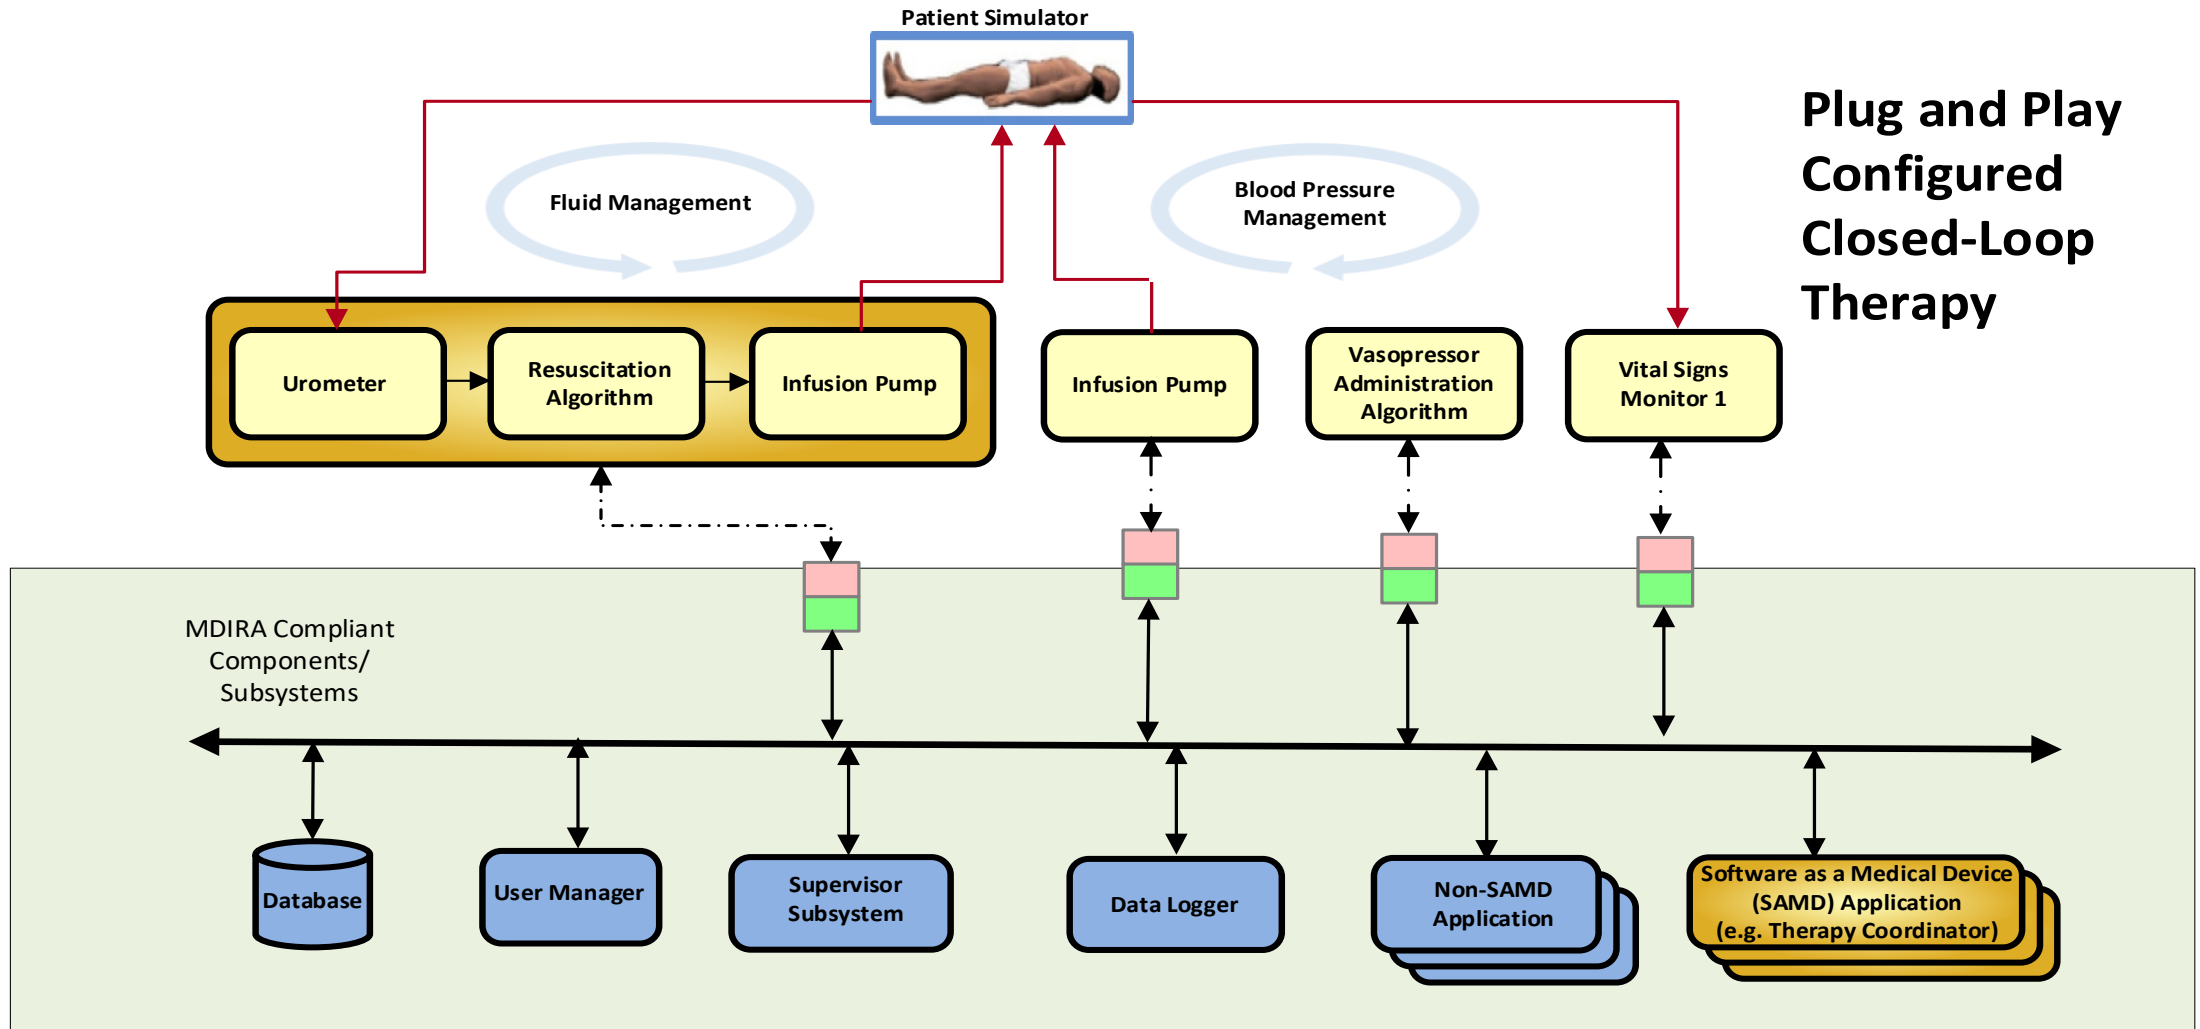 Patient Simulator
Plug and Play
Configured
Closed-Loop
Therapy
Fluid Management
Blood Pressure
Management
Urometer
Resuscitation
Algorithm
Infusion Pump
Infusion Pump
Vasopressor
Administration
Algorithm
Vital Signs
Monitor 1
MDIRA Compliant
Components/
Subsystems
Database
User Manager
Supervisor
Subsystem
Data Logger
Non-SAMD
Application
Software as a Medical Device
(SAMD) Application
(e.g. Therapy Coordinator)